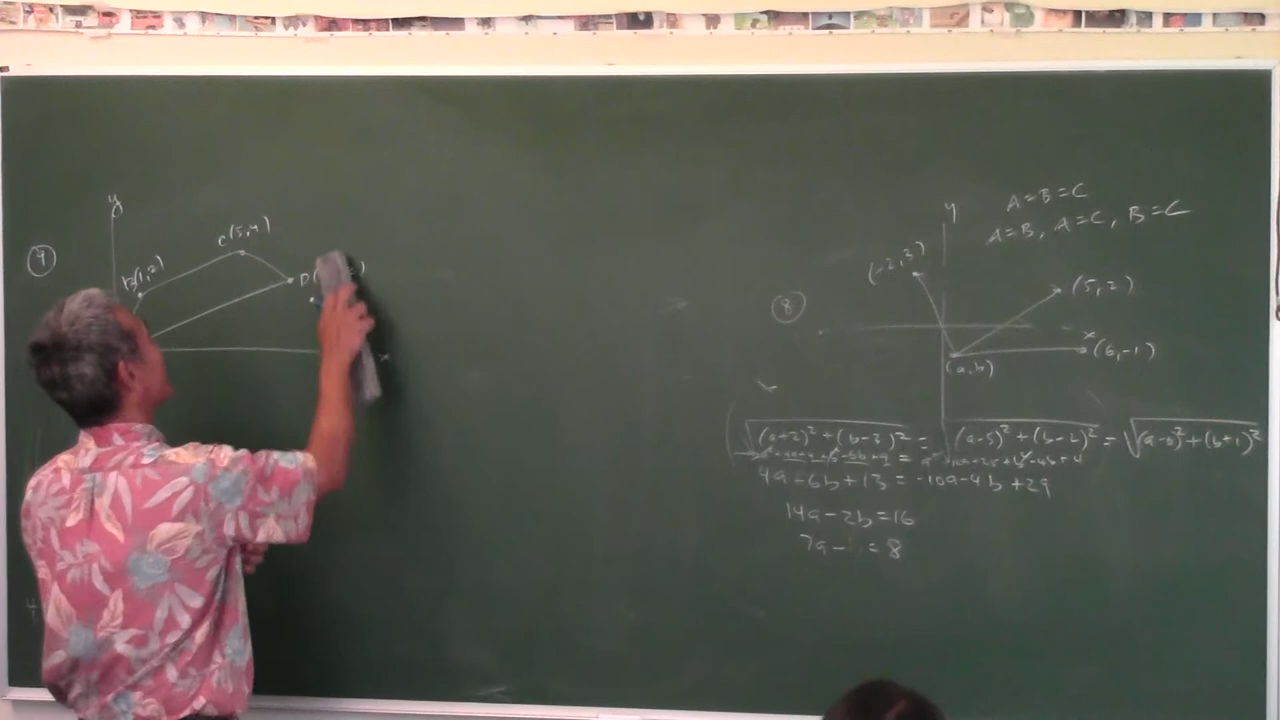 y
C(5,4)
9
B(1,2)
D(
x
A=B=C
A=B, A=C, B=C
y
(-2,3)
8
(5,2)
x
(6,-1)
(a,b)
√(a+2)²+(b-3)² = √(a-5)²+(b-2)² = √(a-6)²+(b+1)²
4a-6b+13=-10a-4b+29
14a-2b=16
7a- = 8